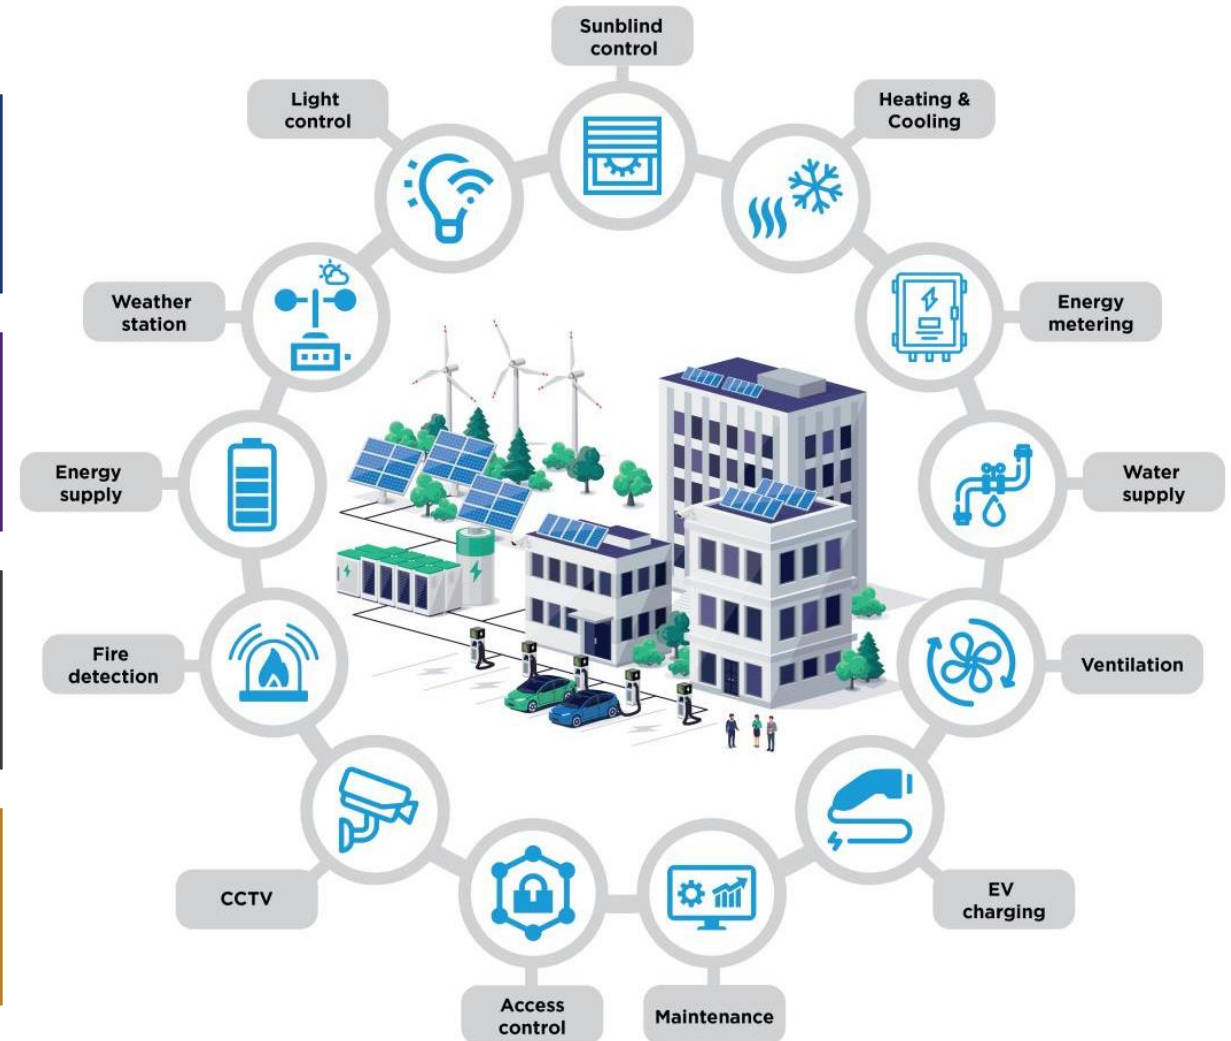 Sunblind
control
Light
control
Heating &
Cooling
Weather
station
Energy
metering
Energy
supply
Water
supply
Fire
detection
Ventilation
CCTV
EV
charging
Access
control
Maintenance